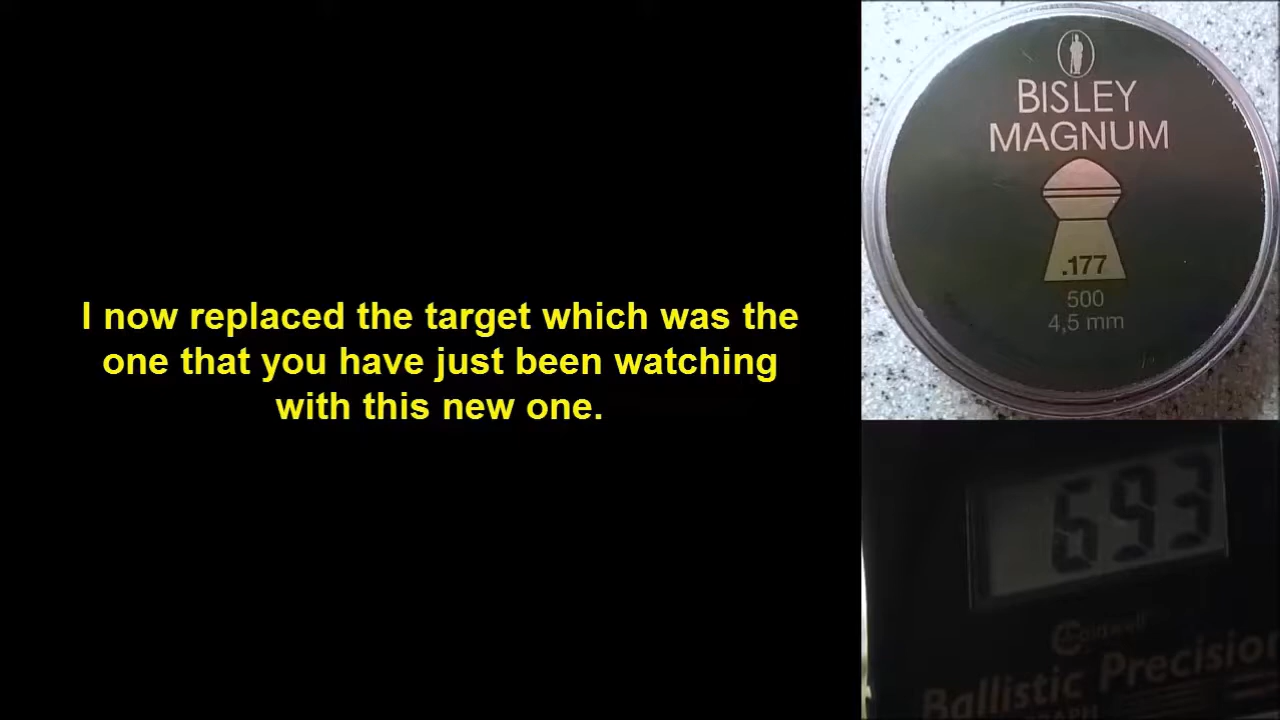 I now replaced the target which was the
one that you have just been watching
with this new one.
BISLEY
MAGNUM
.177
500
4,5 mm
693
Caldwell
Ballistic Precision